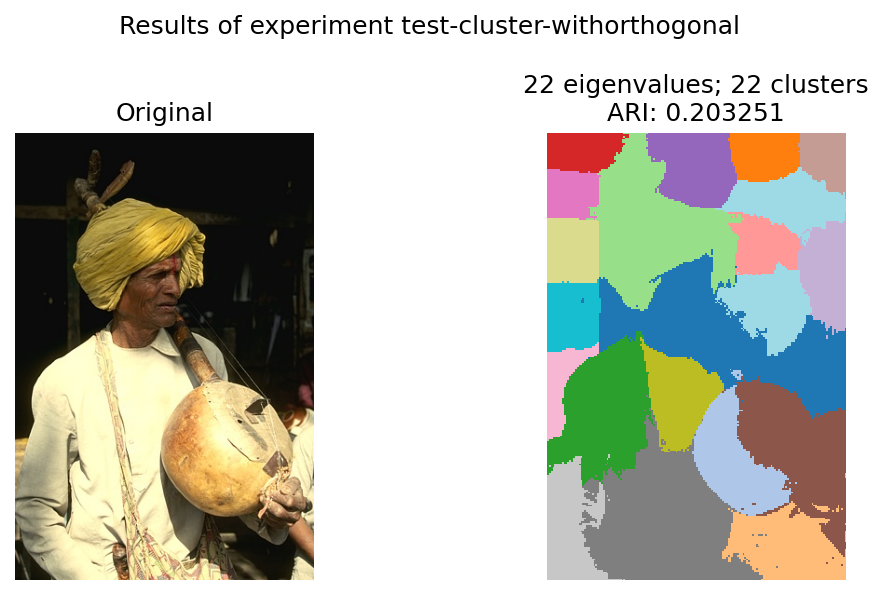 Results of experiment test-cluster-withorthogonal
Original
22 eigenvalues; 22 clusters
ARI: 0.203251